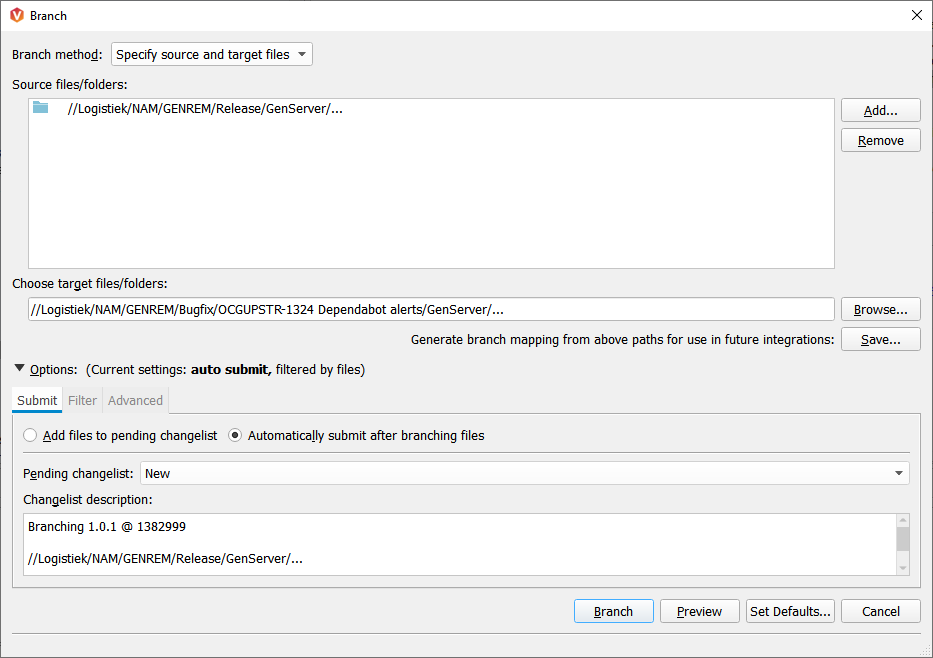 Branch
Branch method: Specify source and target files
Source files/folders:
//Logistiek/NAM/GENREM/Release/GenServer/...
Add...
Remove
Choose target files/folders:
//Logistiek/NAM/GENREM/Bugfix/OCGUPSTR-1324 Dependabot alerts/GenServer/...
Browse...
Generate branch mapping from above paths for use in future integrations: Save...
Options: (Current settings: auto submit, filtered by files)
Submit Filter Advanced
Add files to pending changelist Automatically submit after branching files
Pending changelist: New
Changelist description:
Branching 1.0.1 @ 1382999
//Logistiek/NAM/GENREM/Release/GenServer/...
Branch Preview Set Defaults... Cancel